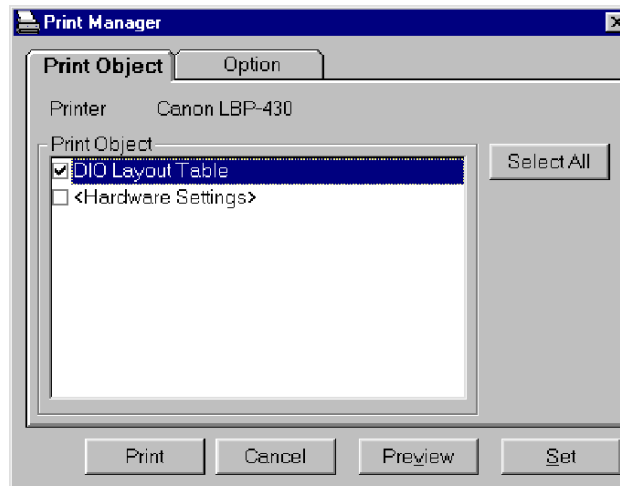 Print Manager
Print Object Option
Printer Canon LBP-430
Print Object
DIO Layout Table
Select All
<Hardware Settings>
Print Cancel Preview Set